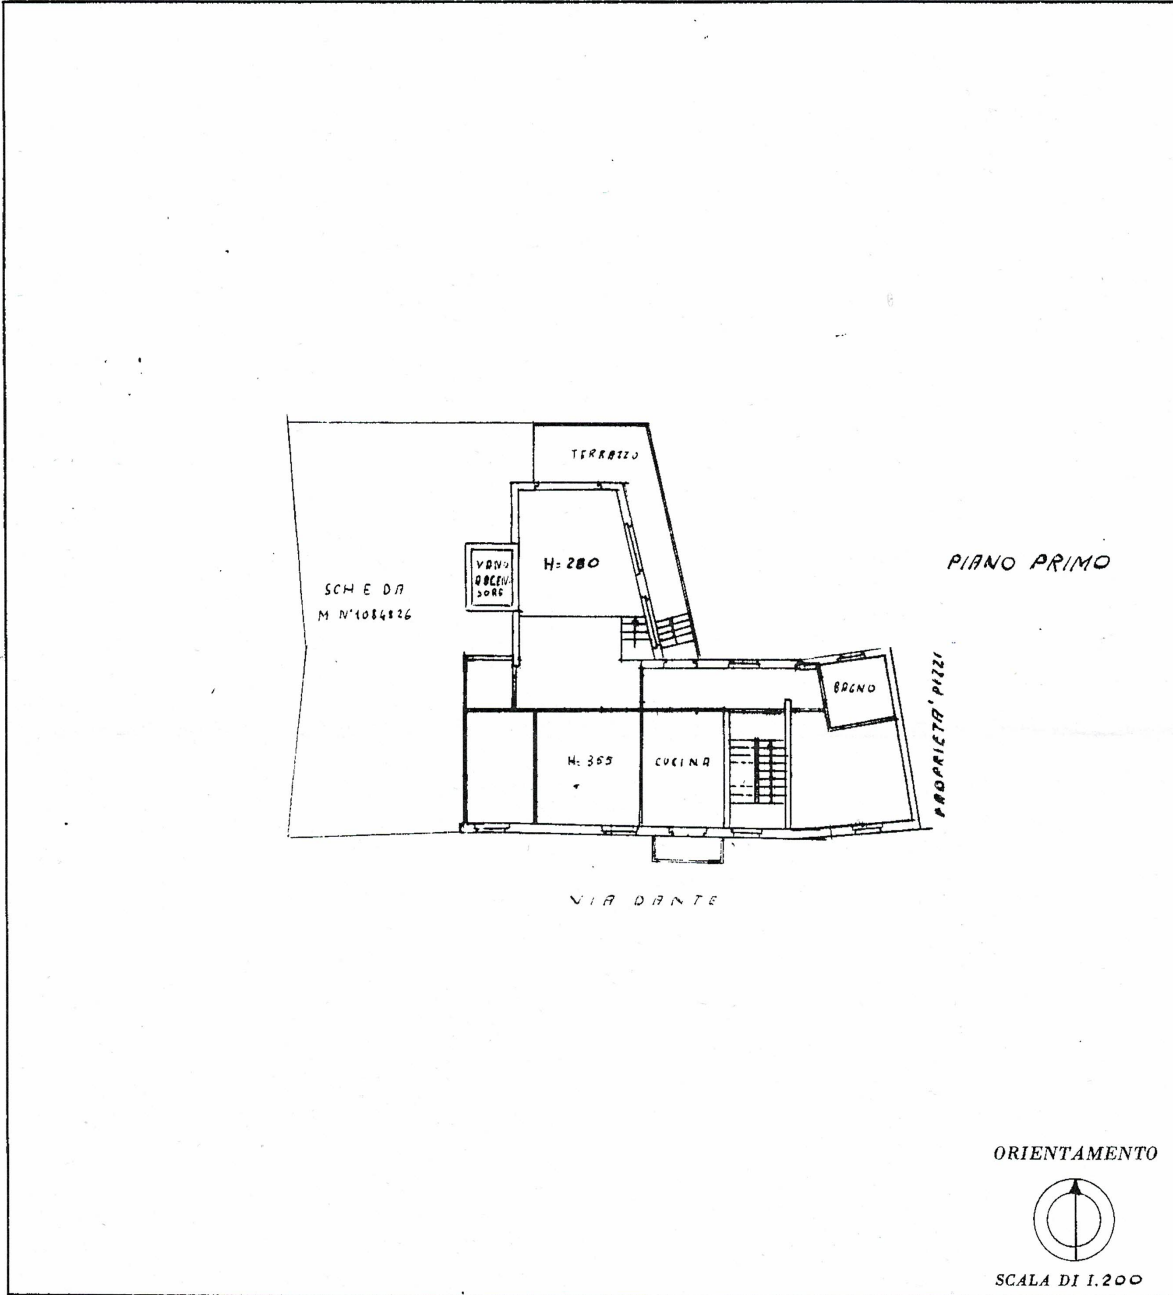 TERRAZZO
VANO
ASCEN-
SORE
H= 280
PIANO PRIMO
SCHEDA
M N°1084826
BAGNO
PROPRIETA' PIZZI
H= 355
CUCINA
VIA DANTE
ORIENTAMENTO
SCALA DI 1.200